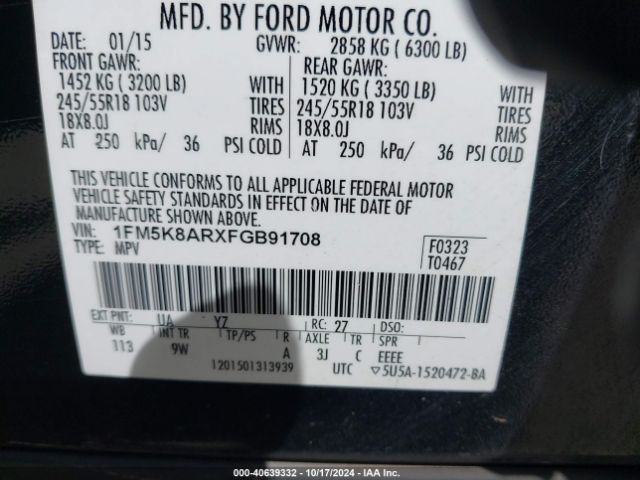 MFD. BY FORD MOTOR CO.
DATE: 01/15 GVWR: 2858 KG ( 6300 LB)
FRONT GAWR: REAR GAWR:
1452 KG ( 3200 LB) WITH 1520 KG ( 3350 LB) WITH
245/55R18 103V TIRES 245/55R18 103V TIRES
18X8.0J RIMS 18X8.0J RIMS
AT 250 kPa/ 36 PSI COLD AT 250 kPa/ 36 PSI COLD
THIS VEHICLE CONFORMS TO ALL APPLICABLE FEDERAL MOTOR
VEHICLE SAFETY STANDARDS IN EFFECT ON THE DATE OF
MANUFACTURE SHOWN ABOVE.
VIN: 1FM5K8ARXFGB91708 F0323
TYPE: MPV T0467
EXT PNT: UA YZ RC: 27 DSO:
WB INT TR TP/PS R AXLE TR SPR
113 9W A 3J C EEEE
1201501313939 UTC ▽5U5A-1520472-BA
000-40639332 - 10/17/2024 - IAA Inc.